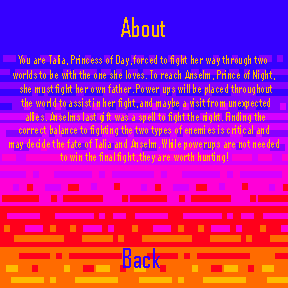 About
You are Talia, Princess of Day,forced to fight her way through two
worlds to be with the one she loves. To reach Anselm, Prince of Night,
she must fight her own father. Power ups will be placed throughout
the world to assist in her fight, and maybe a visit from unexpected
allies. Anselms last gift was a spell to fight the night. Finding the
correct balance to fighting the two types of enemies is critical and
may decide the fate of Talia and Anselm. While powerups are not needed
to win the final fight,they are worth hunting!
Back